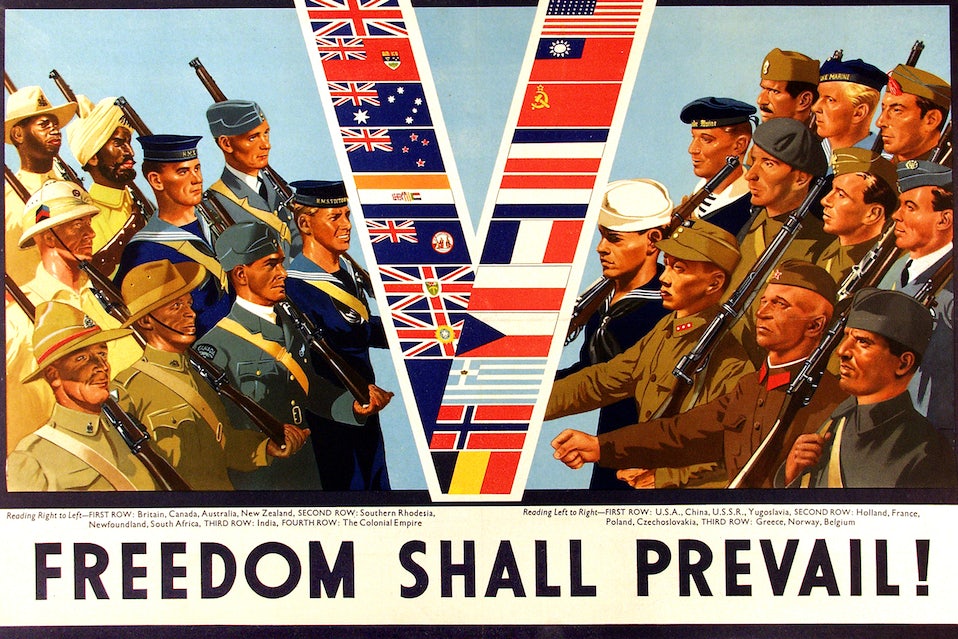 H.M.S.
H.M.S VICTORY
CANADA
Reading Right to Left—FIRST ROW: Britain, Canada, Australia, New Zealand, SECOND ROW: Southern Rhodesia,
Newfoundland, South Africa, THIRD ROW: India, FOURTH ROW: The Colonial Empire
Reading Left to Right—FIRST ROW: U.S.A., China, U.S.S.R., Yugoslavia, SECOND ROW: Holland, France,
Poland, Czechoslovakia, THIRD ROW: Greece, Norway, Belgium
FREEDOM SHALL PREVAIL!